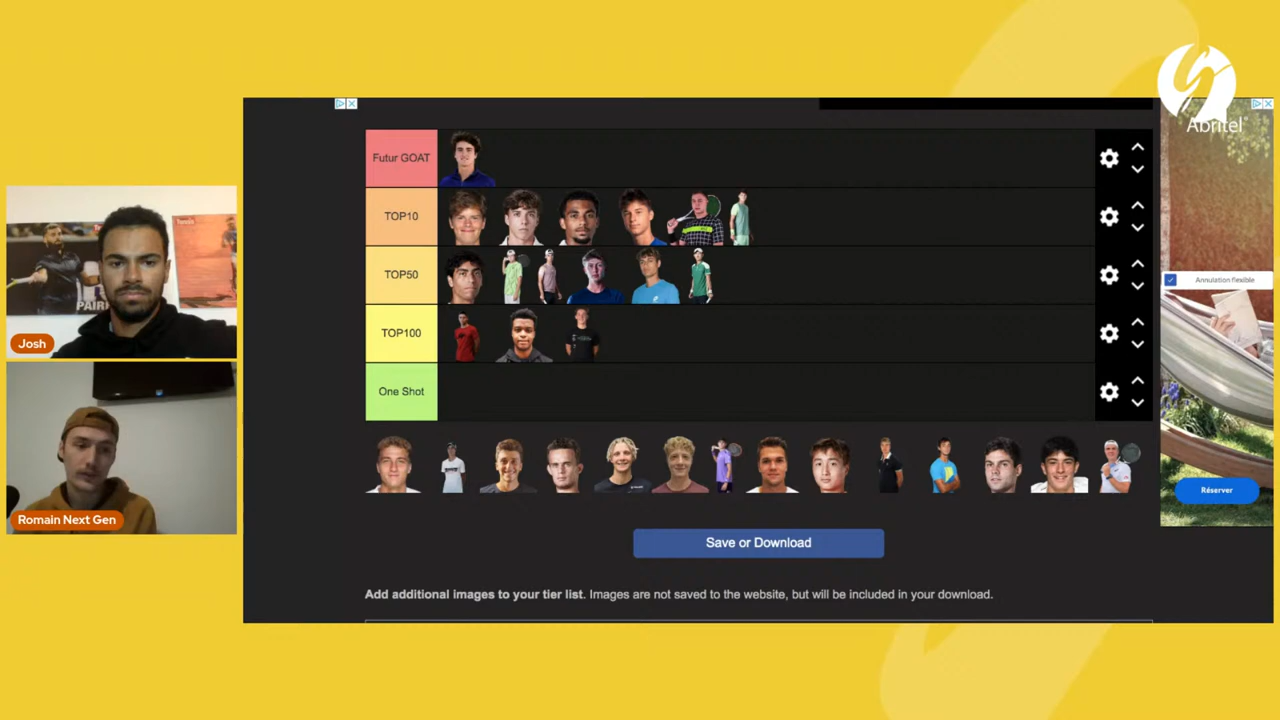 Abritel
Futur GOAT
TOP10
TOP50
TOP100
One Shot
Josh
Romain Next Gen
PAIR
Annulation flexible
Réserver
Save or Download
Add additional images to your tier list. Images are not saved to the website, but will be included in your download.